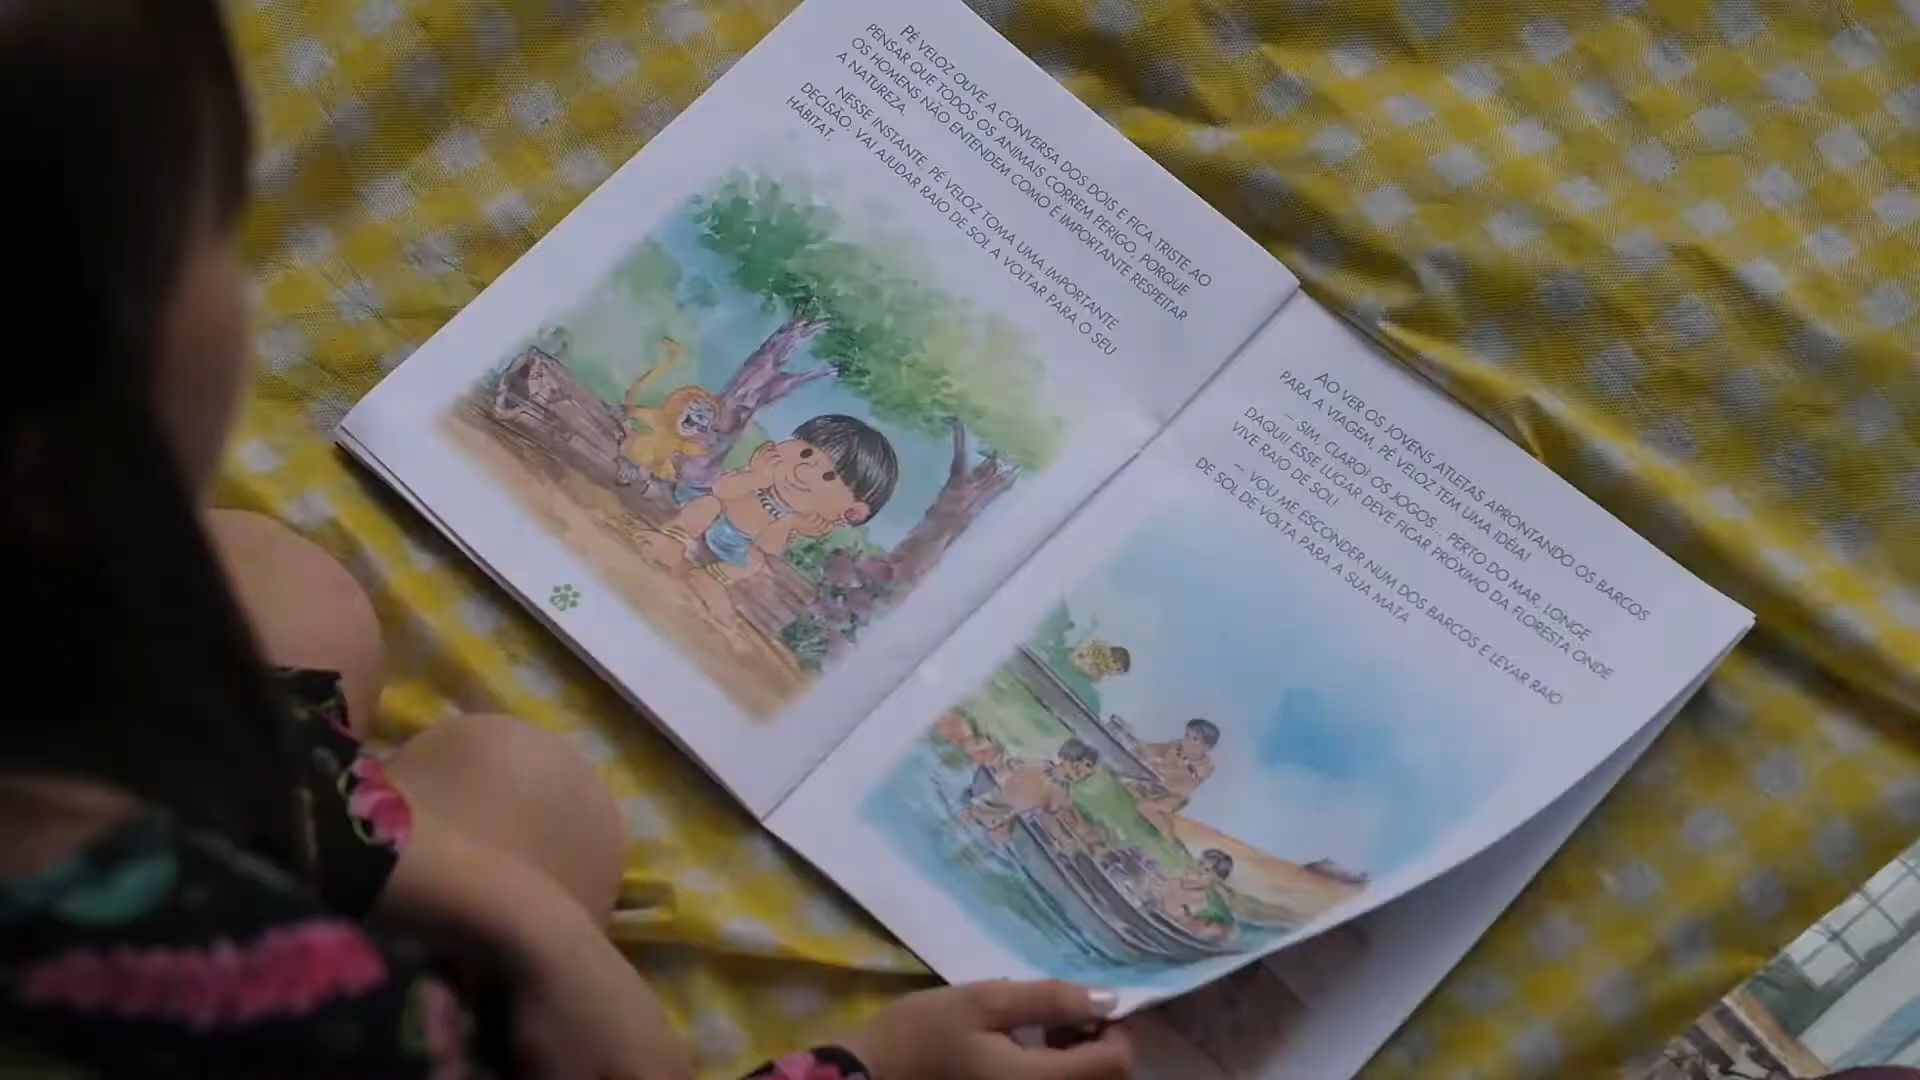 PÉ VELOZ OUVE A CONVERSA DOS DOIS E FICA TRISTE AO
PENSAR QUE TODOS OS ANIMAIS CORREM PERIGO, PORQUE
OS HOMENS NÃO ENTENDEM COMO É IMPORTANTE RESPEITAR
A NATUREZA.
NESSE INSTANTE, PÉ VELOZ TOMA UMA IMPORTANTE
DECISÃO. VAI AJUDAR RAIO DE SOL A VOLTAR PARA O SEU
HÁBITAT.
AO VER OS JOVENS ATLETAS APRONTANDO OS BARCOS
PARA A VIAGEM, PÉ VELOZ TEM UMA IDÉIA!
– SIM, CLARO! OS JOGOS... PERTO DO MAR, LONGE
DAQUI! ESSE LUGAR DEVE FICAR PRÓXIMO DA FLORESTA ONDE
VIVE RAIO DE SOL!
– VOU ME ESCONDER NUM DOS BARCOS E LEVAR RAIO
DE SOL DE VOLTA PARA A SUA MATA